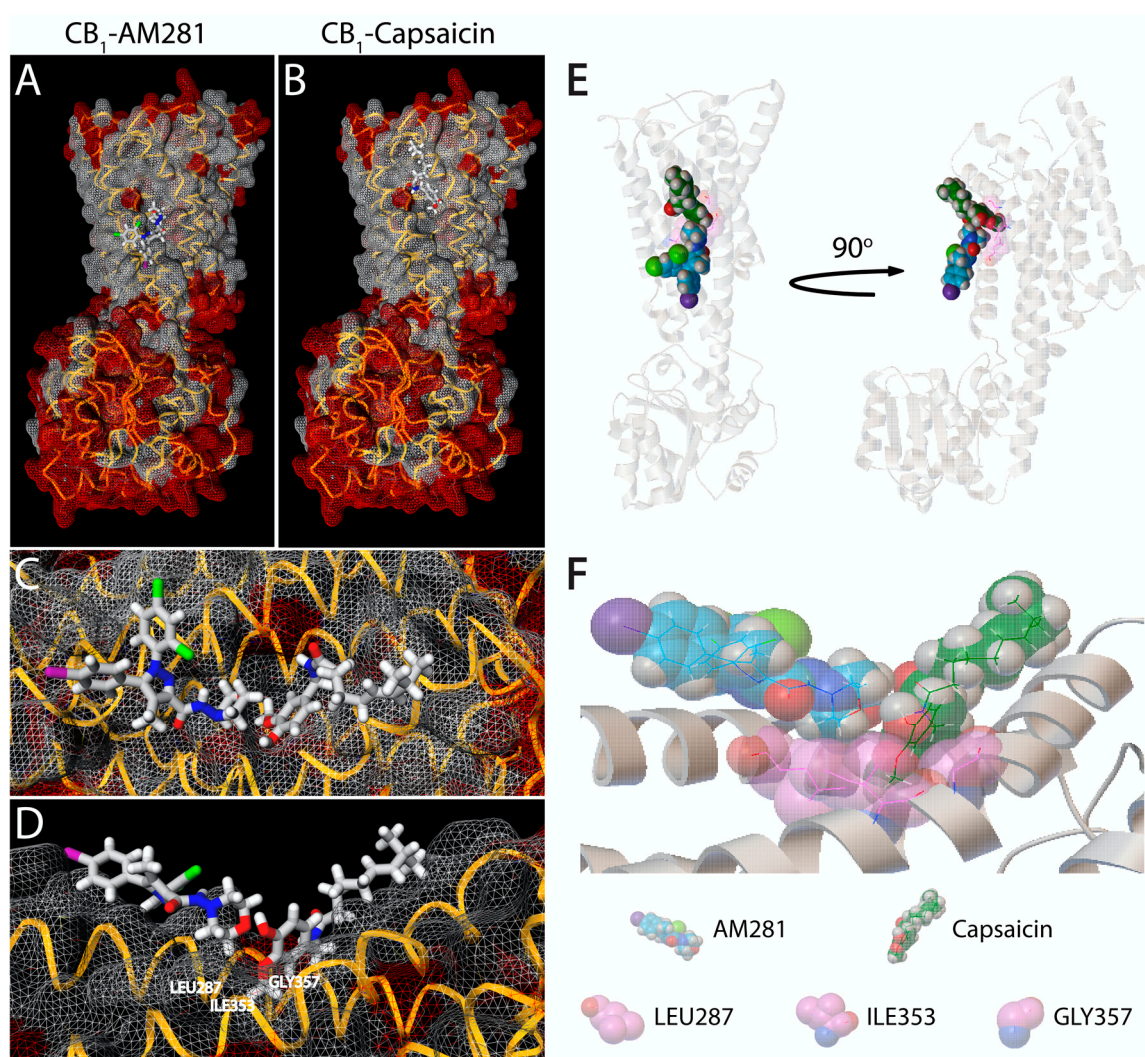 CB₁-AM281
CB₁-Capsaicin
A
B
E
90°
C
D
LEU287
ILE353
GLY357
F
AM281
Capsaicin
LEU287
ILE353
GLY357